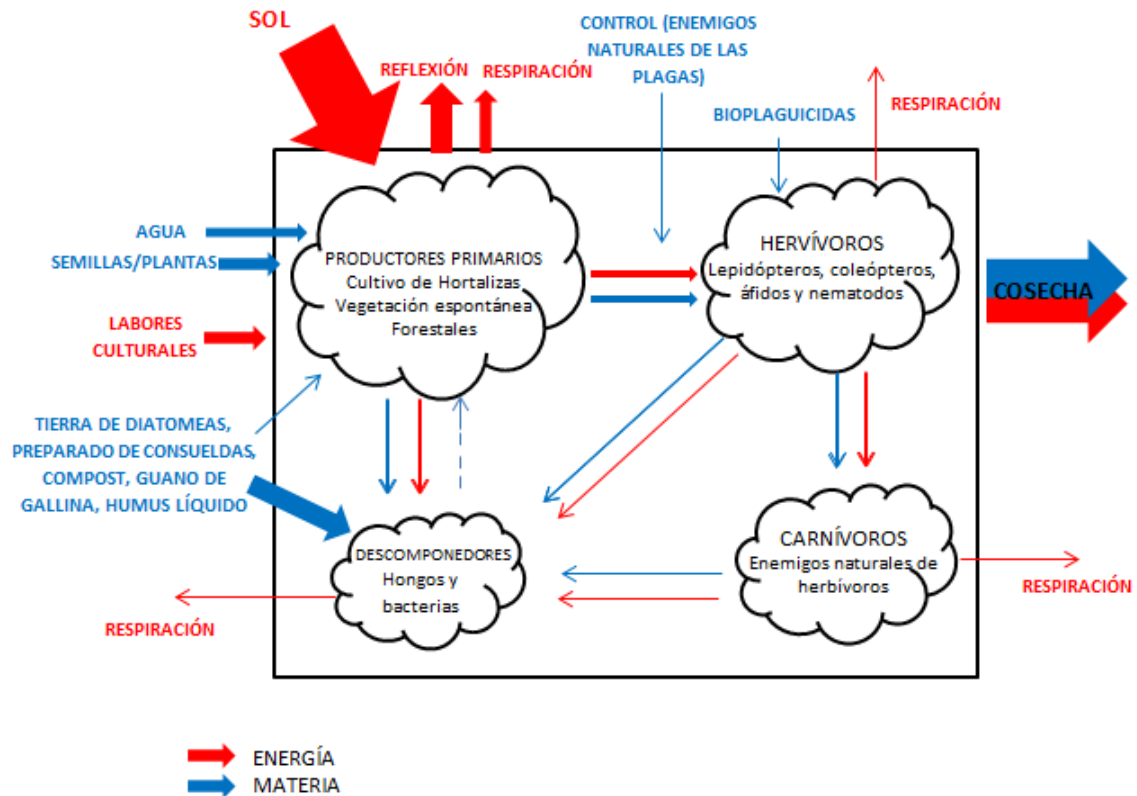 SOL
REFLEXIÓN
RESPIRACIÓN
CONTROL (ENEMIGOS
NATURALES DE LAS
PLAGAS)
BIOPLAGUICIDAS
RESPIRACIÓN
AGUA
SEMILLAS/PLANTAS
LABORES
CULTURALES
TIERRA DE DIATOMEAS,
PREPARADO DE CONSUELDAS,
COMPOST, GUANO DE
GALLINA, HUMUS LÍQUIDO
PRODUCTORES PRIMARIOS
Cultivo de Hortalizas
Vegetación espontánea
Forestales
HERVÍVOROS
Lepidópteros, coleópteros,
áfidos y nematodos
COSECHA
DESCOMPONEDORES
Hongos y
bacterias
CARNÍVOROS
Enemigos naturales de
herbívoros
RESPIRACIÓN
RESPIRACIÓN
ENERGÍA
MATERIA